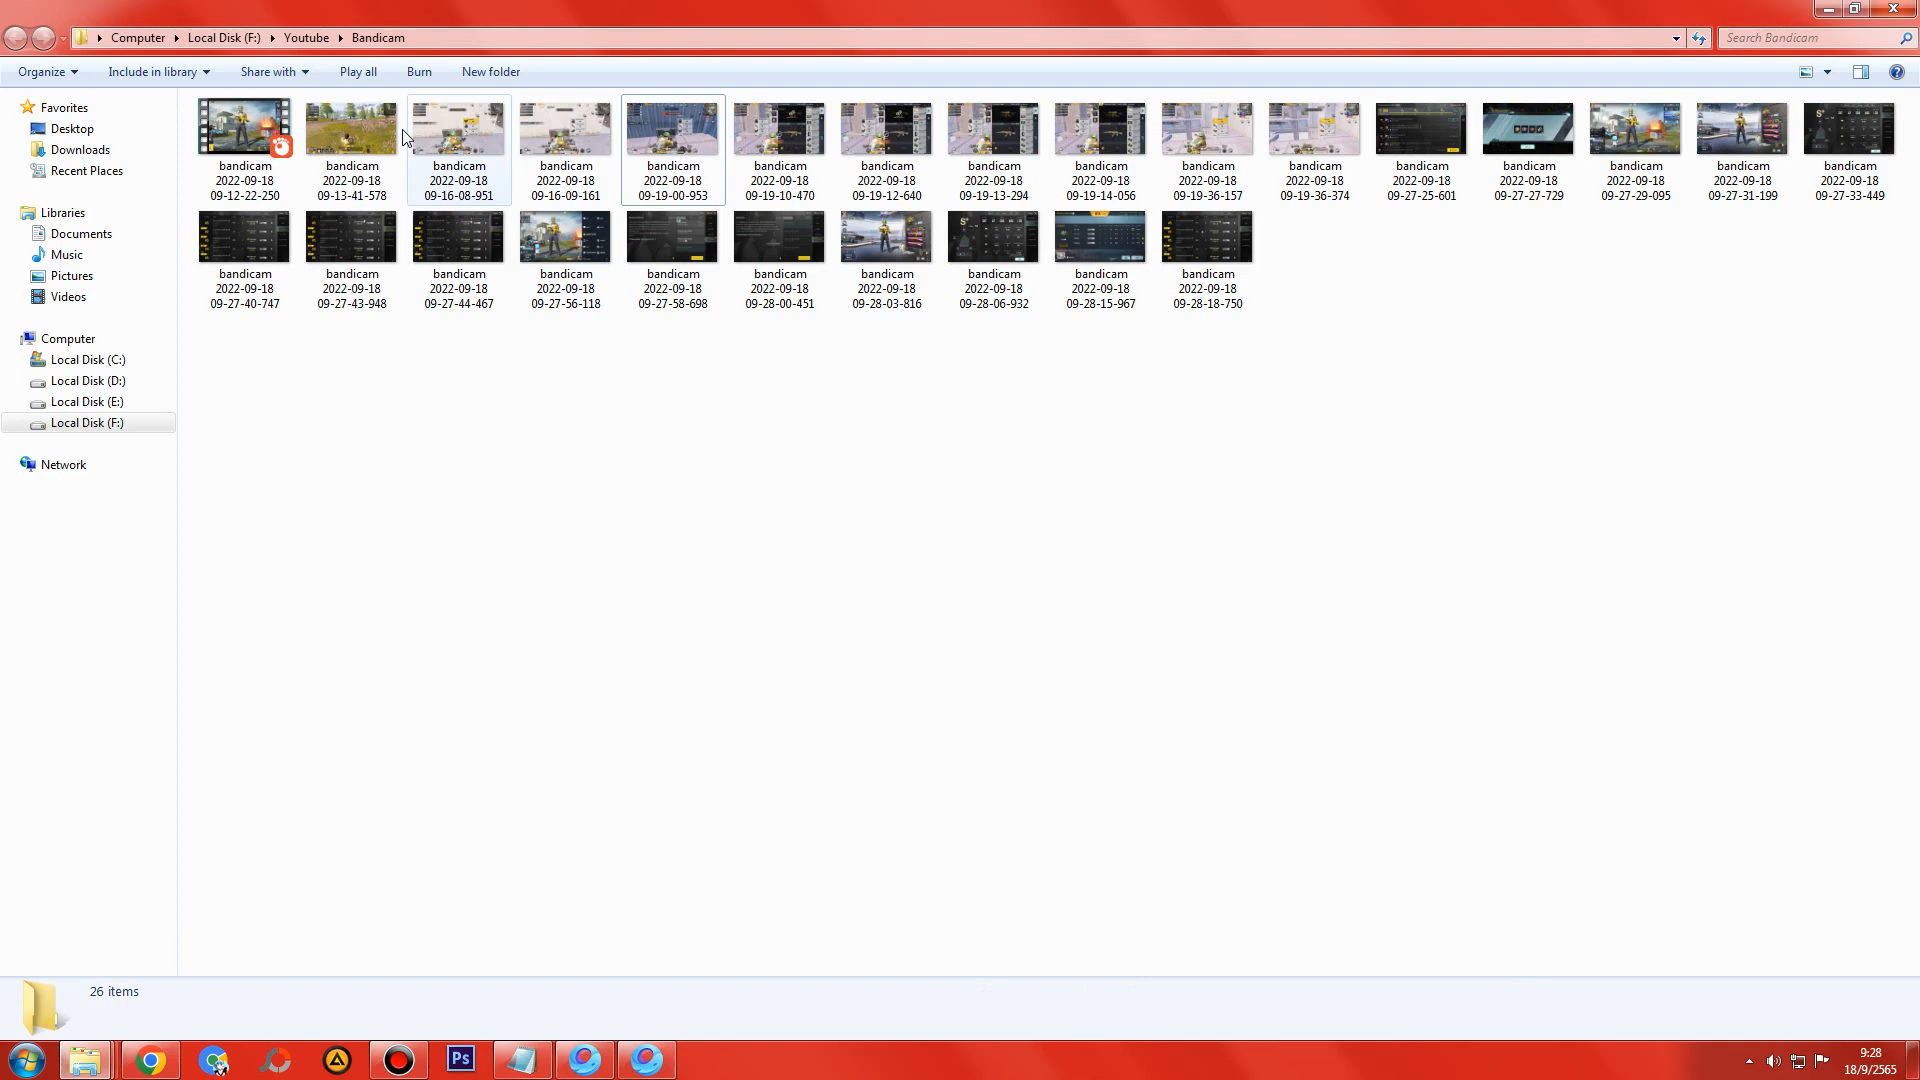 Computer
Local Disk (F:)
Youtube
Bandicam
Search Bandicam
Organize
Include in library
Share with
Play all
Burn
New folder
Favorites
Desktop
Downloads
Recent Places
Libraries
Documents
Music
Pictures
Videos
Computer
Local Disk (C:)
Local Disk (D:)
Local Disk (E:)
Local Disk (F:)
Network
bandicam
2022-09-18
09-12-22-250
bandicam
2022-09-18
09-13-41-578
bandicam
2022-09-18
09-16-08-951
bandicam
2022-09-18
09-16-09-161
bandicam
2022-09-18
09-19-00-953
bandicam
2022-09-18
09-19-10-470
bandicam
2022-09-18
09-19-12-640
bandicam
2022-09-18
09-19-13-294
bandicam
2022-09-18
09-19-14-056
bandicam
2022-09-18
09-19-36-157
bandicam
2022-09-18
09-19-36-374
bandicam
2022-09-18
09-27-25-601
bandicam
2022-09-18
09-27-27-729
bandicam
2022-09-18
09-27-29-095
bandicam
2022-09-18
09-27-31-199
bandicam
2022-09-18
09-27-33-449
bandicam
2022-09-18
09-27-40-747
bandicam
2022-09-18
09-27-43-948
bandicam
2022-09-18
09-27-44-467
bandicam
2022-09-18
09-27-56-118
bandicam
2022-09-18
09-27-58-698
bandicam
2022-09-18
09-28-00-451
bandicam
2022-09-18
09-28-03-816
bandicam
2022-09-18
09-28-06-932
bandicam
2022-09-18
09-28-15-967
bandicam
2022-09-18
09-28-18-750
26 items
Ps
9:28
18/9/2565